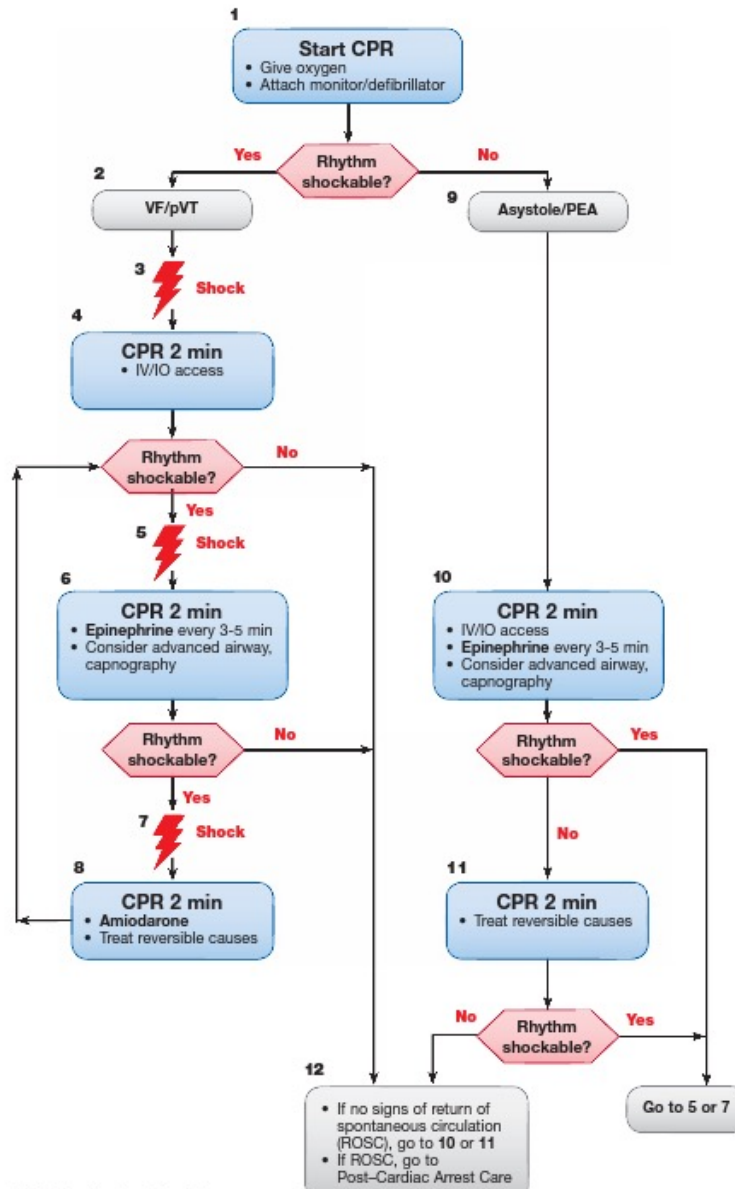 1
Start CPR
• Give oxygen
• Attach monitor/defibrillator
Rhythm
shockable?
Yes
No
2
VF/pVT
3
Shock
4
CPR 2 min
• IV/IO access
Rhythm
shockable?
No
Yes
5
Shock
6
CPR 2 min
• Epinephrine every 3-5 min
• Consider advanced airway,
capnography
Rhythm
shockable?
No
Yes
7
Shock
8
CPR 2 min
• Amiodarone
• Treat reversible causes
9
Asystole/PEA
10
CPR 2 min
• IV/IO access
• Epinephrine every 3-5 min
• Consider advanced airway,
capnography
Rhythm
shockable?
Yes
No
11
CPR 2 min
• Treat reversible causes
No
Rhythm
shockable?
Yes
12
• If no signs of return of
spontaneous circulation
(ROSC), go to 10 or 11
• If ROSC, go to
Post–Cardiac Arrest Care
Go to 5 or 7